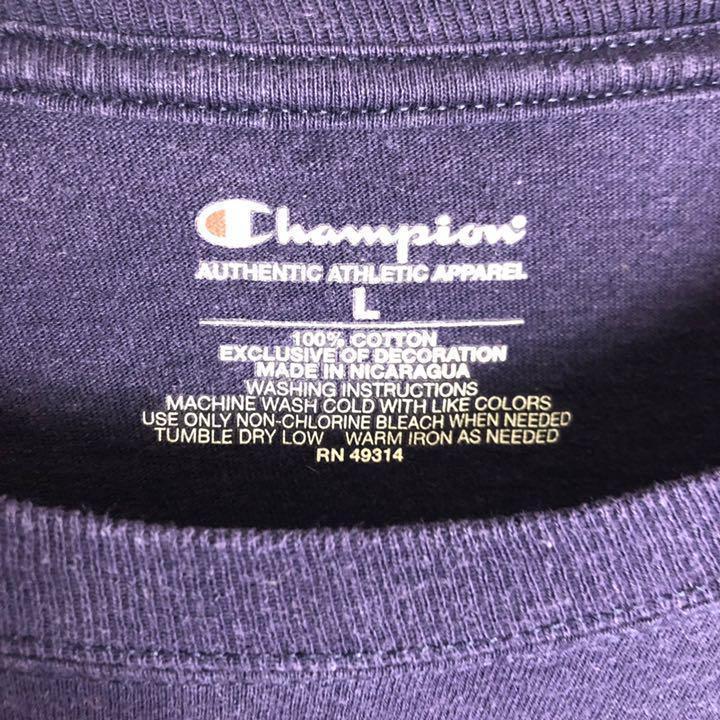 Champion
AUTHENTIC ATHLETIC APPAREL
L
100% COTTON
EXCLUSIVE OF DECORATION
MADE IN NICARAGUA
WASHING INSTRUCTIONS
MACHINE WASH COLD WITH LIKE COLORS
USE ONLY NON-CHLORINE BLEACH WHEN NEEDED
TUMBLE DRY LOW WARM IRON AS NEEDED
RN 49314